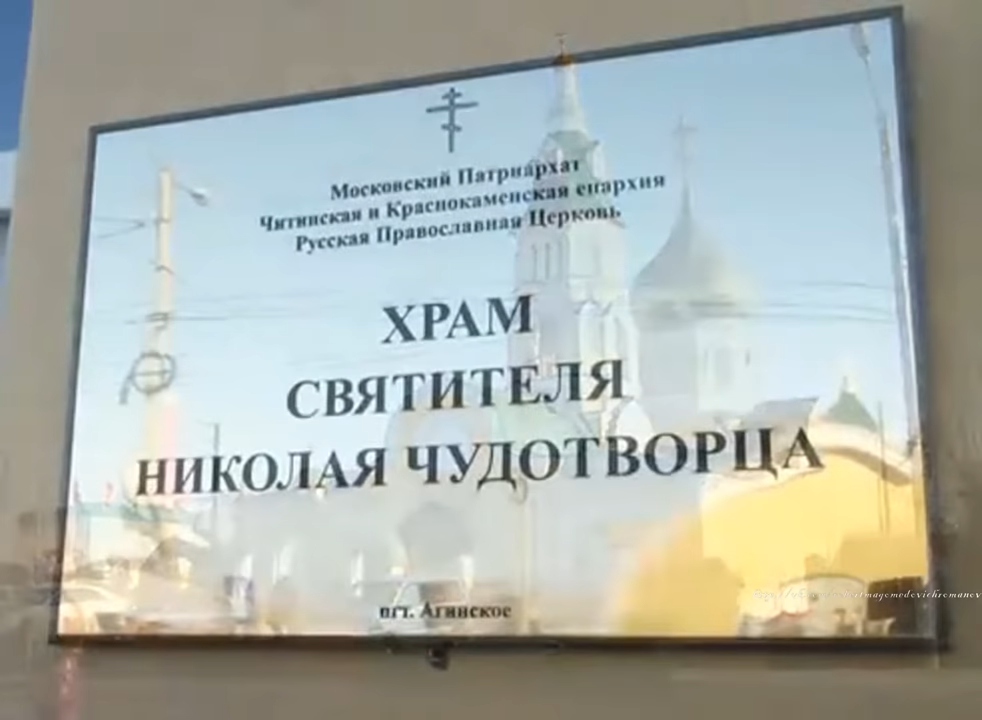 Московский Патриархат
Читинская и Краснокаменская епархия
Русская Православная Церковь
ХРАМ
СВЯТИТЕЛЯ
НИКОЛАЯ ЧУДОТВОРЦА
пгт. Агинское